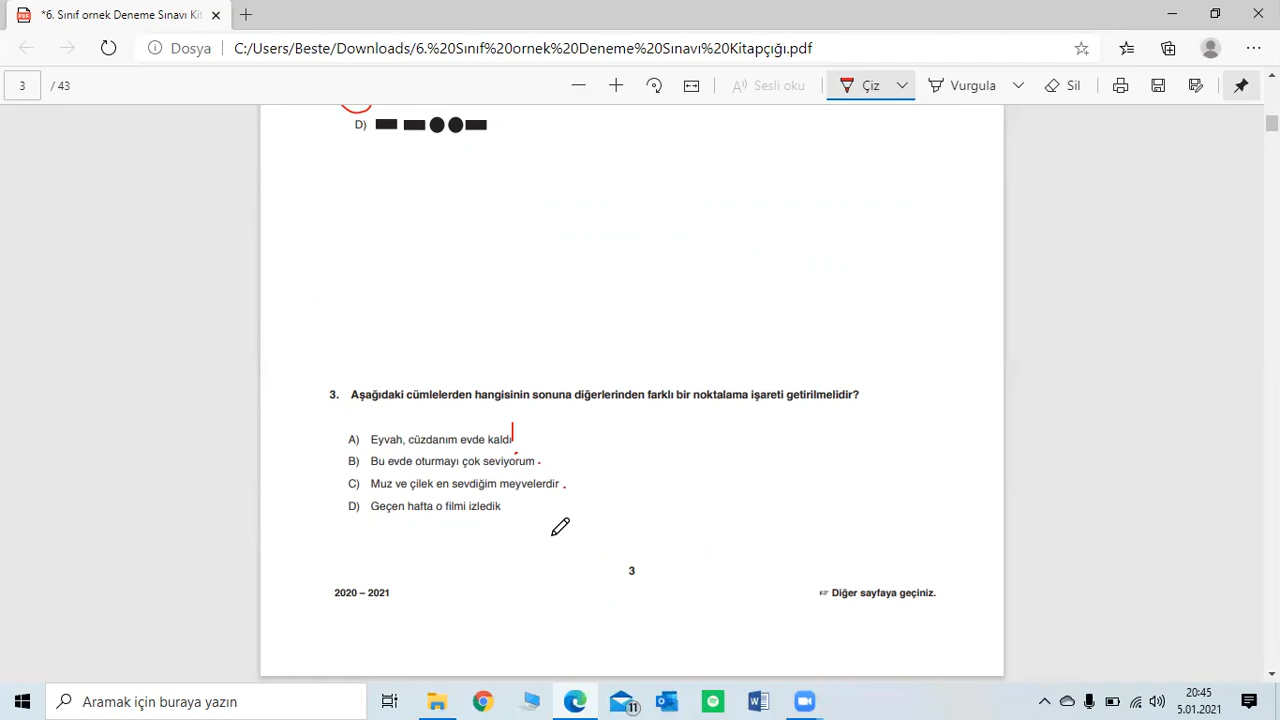 *6. Sınıf ornek Deneme Sınavi Kit
Dosya C:/Users/Beste/Downloads/6.%20Sınıf%20ornek%20Deneme%20Sınavı%20Kitapçığı.pdf
3 / 43 Sesli oku Çiz Vurgula Sil
D)
3. Aşağıdaki cümlelerden hangisinin sonuna diğerlerinden farklı bir noktalama işareti getirilmelidir?
A) Eyvah, cüzdanım evde kaldı!
B) Bu evde oturmayı çok seviyorum .
C) Muz ve çilek en sevdiğim meyvelerdir .
D) Geçen hafta o filmi izledik
3
2020 – 2021 ☞ Diğer sayfaya geçiniz.
Aramak için buraya yazın
11
20:45
5.01.2021